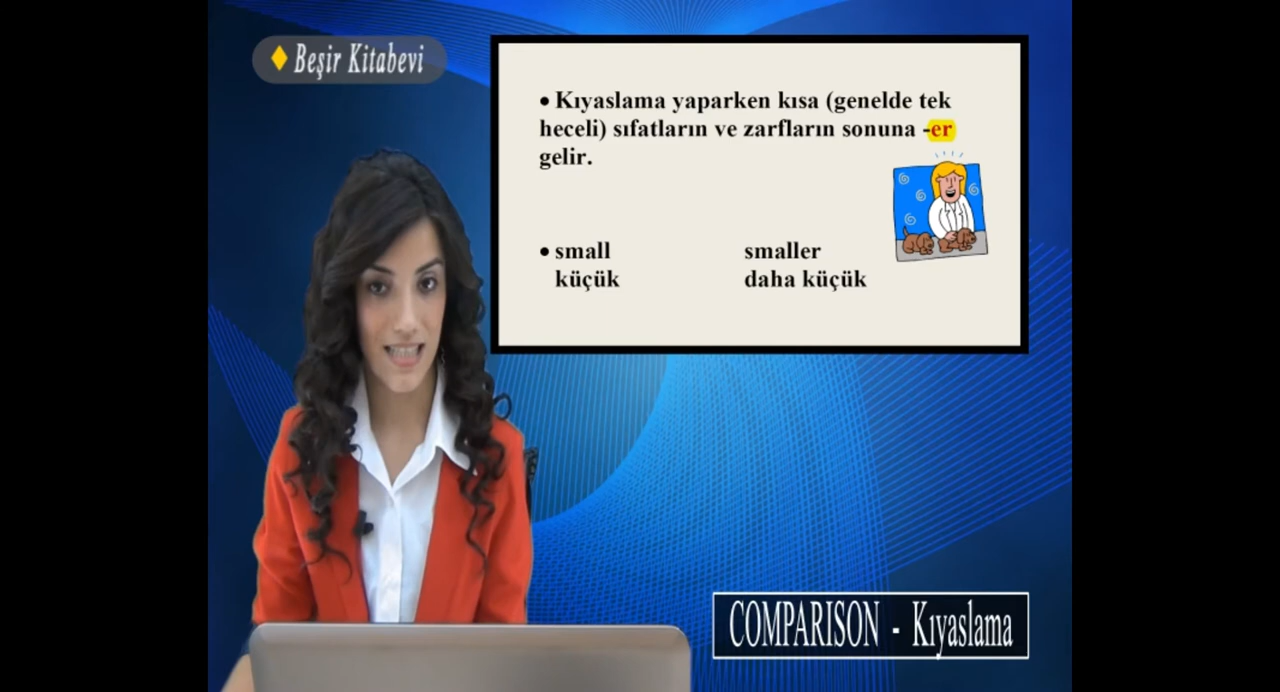 Beşir Kitabevi
• Kıyaslama yaparken kısa (genelde tek
heceli) sıfatların ve zarfların sonuna -er
gelir.
• small smaller
küçük daha küçük
COMPARISON - Kıyaslama